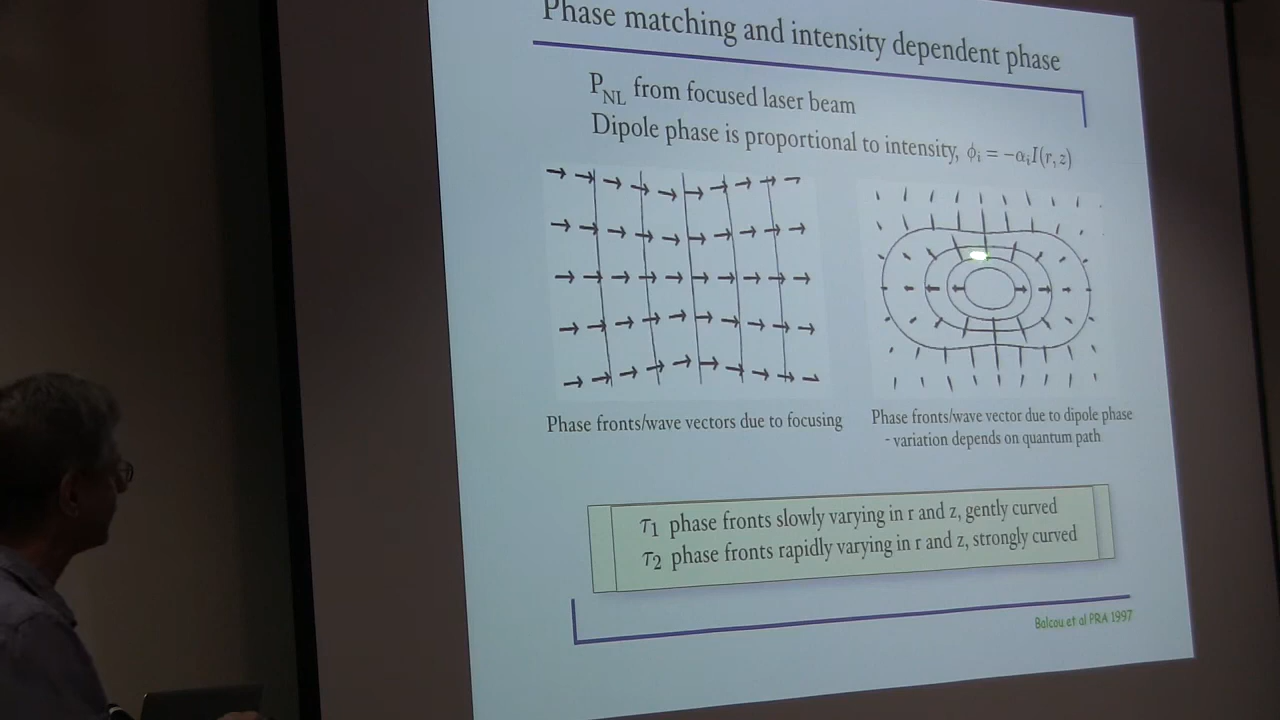 Phase matching and intensity dependent phase
P_NL from focused laser beam
Dipole phase is proportional to intensity, ϕᵢ = −αᵢI(r, z)
Phase fronts/wave vectors due to focusing
Phase fronts/wave vector due to dipole phase
- variation depends on quantum path
τ₁ phase fronts slowly varying in r and z, gently curved
τ₂ phase fronts rapidly varying in r and z, strongly curved
Balcou et al PRA 1997